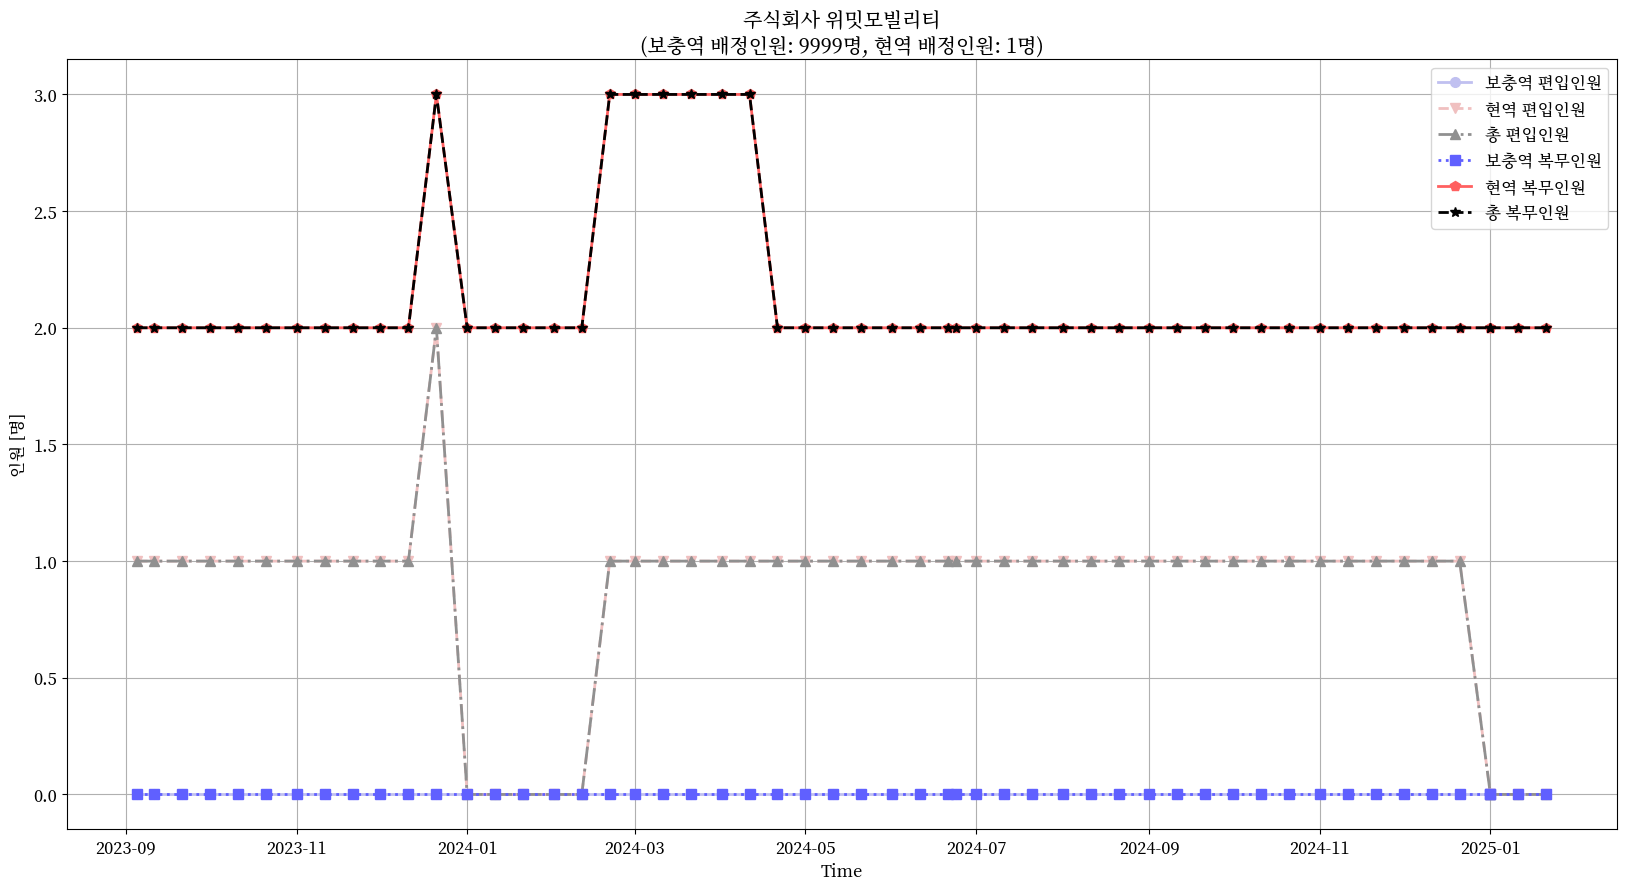 주식회사 위밋모빌리티
(보충역 배정인원: 9999명, 현역 배정인원: 1명)
보충역 편입인원
현역 편입인원
총 편입인원
보충역 복무인원
현역 복무인원
총 복무인원
3.0
2.5
2.0
1.5
1.0
0.5
0.0
인원 [명]
2023-09
2023-11
2024-01
2024-03
2024-05
2024-07
2024-09
2024-11
2025-01
Time